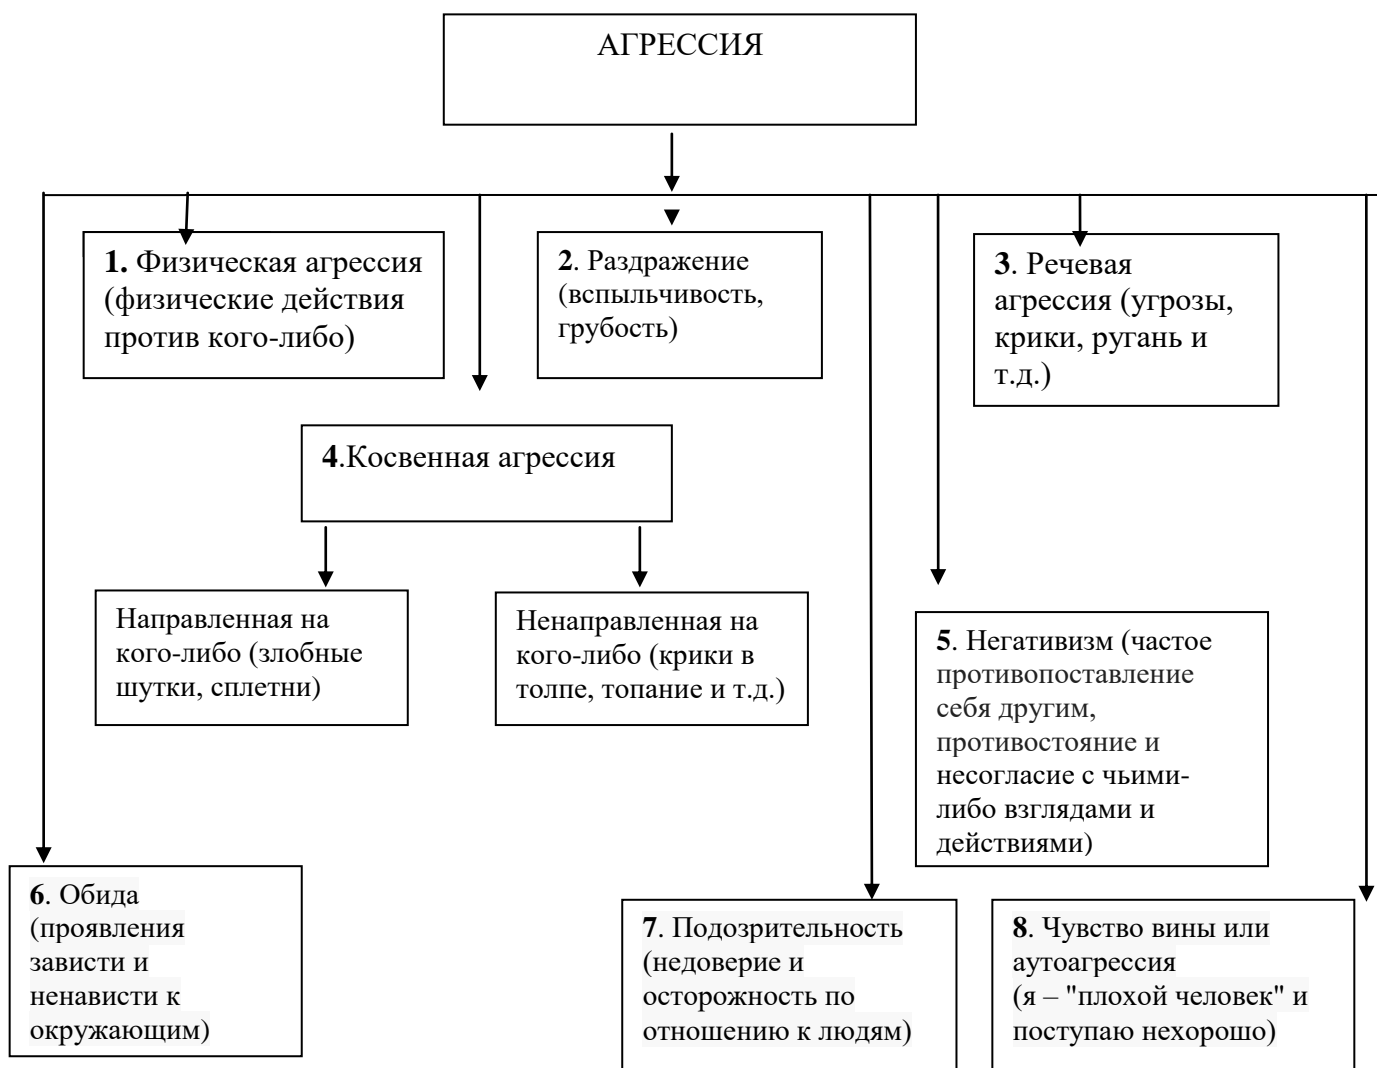 АГРЕССИЯ
1. Физическая агрессия
(физические действия
против кого-либо)
2. Раздражение
(вспыльчивость,
грубость)
3. Речевая
агрессия (угрозы,
крики, ругань и
т.д.)
4.Косвенная агрессия
Направленная на
кого-либо (злобные
шутки, сплетни)
Ненаправленная на
кого-либо (крики в
толпе, топание и т.д.)
5. Негативизм (частое
противопоставление
себя другим,
противостояние и
несогласие с чьими-
либо взглядами и
действиями)
6. Обида
(проявления
зависти и
ненависти к
окружающим)
7. Подозрительность
(недоверие и
осторожность по
отношению к людям)
8. Чувство вины или
аутоагрессия
(я – "плохой человек" и
поступаю нехорошо)